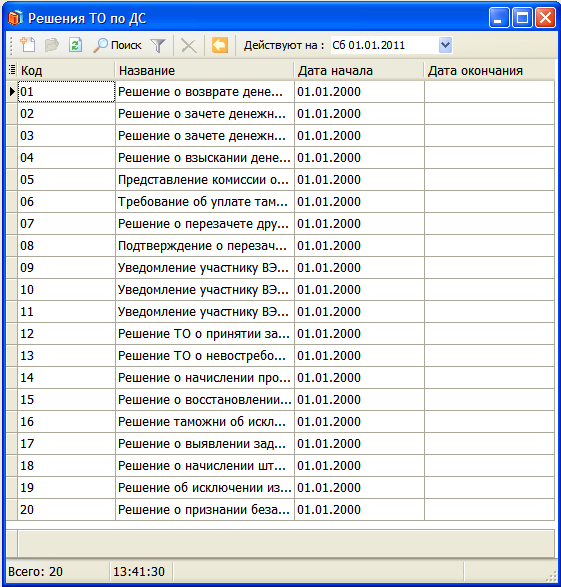 Решения ТО по ДС
Поиск Действуют на : Сб 01.01.2011
Код Название Дата начала Дата окончания
01 Решение о возврате дене... 01.01.2000
02 Решение о зачете денежн... 01.01.2000
03 Решение о зачете денежн... 01.01.2000
04 Решение о взыскании дене... 01.01.2000
05 Представление комиссии о... 01.01.2000
06 Требование об уплате там... 01.01.2000
07 Решение о перезачете дру... 01.01.2000
08 Подтверждение о перезач... 01.01.2000
09 Уведомление участнику ВЭ... 01.01.2000
10 Уведомление участнику ВЭ... 01.01.2000
11 Уведомление участнику ВЭ... 01.01.2000
12 Решение ТО о принятии за... 01.01.2000
13 Решение ТО о невостребо... 01.01.2000
14 Решение о начислении про... 01.01.2000
15 Решение о восстановлении... 01.01.2000
16 Решение таможни об искл... 01.01.2000
17 Решение о выявлении зад... 01.01.2000
18 Решение о начислении шт... 01.01.2000
19 Решение об исключении из... 01.01.2000
20 Решение о признании беза... 01.01.2000
Всего: 20 13:41:30